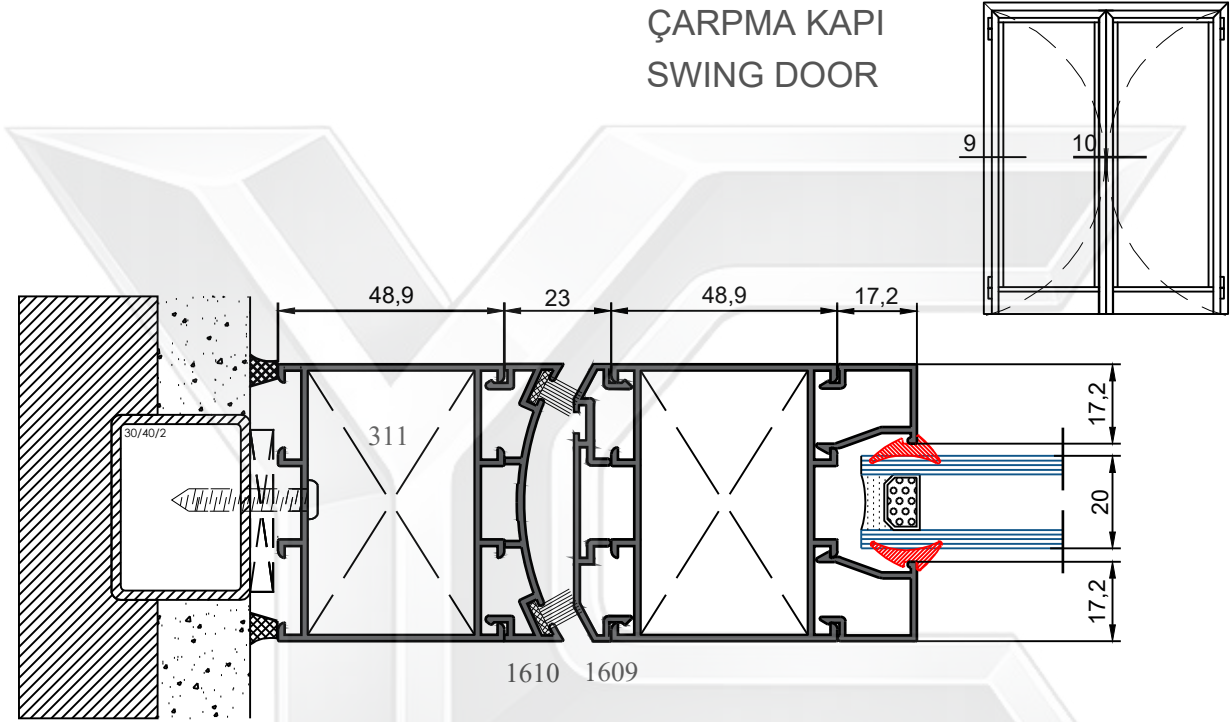 ÇARPMA KAPI
SWING DOOR
9 10
48,9 23 48,9 17,2
17,2
30/40/2
311
20
17,2
1610 1609